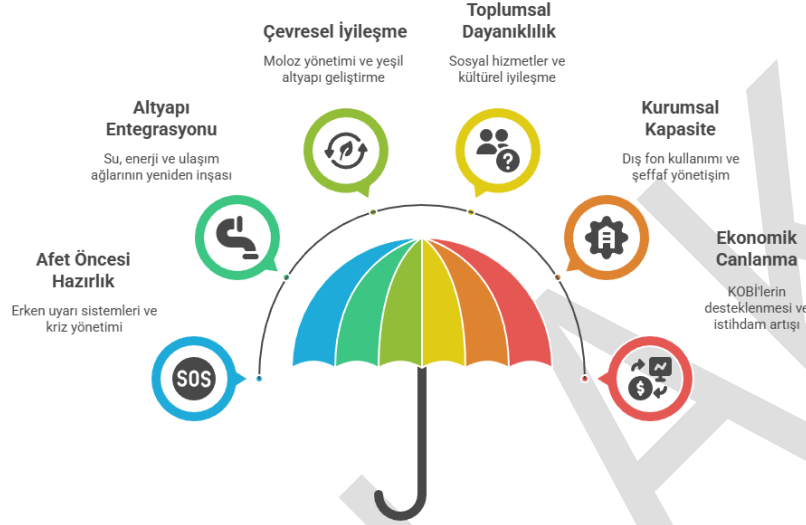 Çevresel İyileşme
Moloz yönetimi ve yeşil
altyapı geliştirme
Toplumsal
Dayanıklılık
Sosyal hizmetler ve
kültürel iyileşme
Altyapı
Entegrasyonu
Su, enerji ve ulaşım
ağlarının yeniden inşası
Kurumsal
Kapasite
Dış fon kullanımı ve
şeffaf yönetişim
Afet Öncesi
Hazırlık
Erken uyarı sistemleri ve
kriz yönetimi
Ekonomik
Canlanma
KOBİ'lerin
desteklenmesi ve
istihdam artışı
SOS
?
$